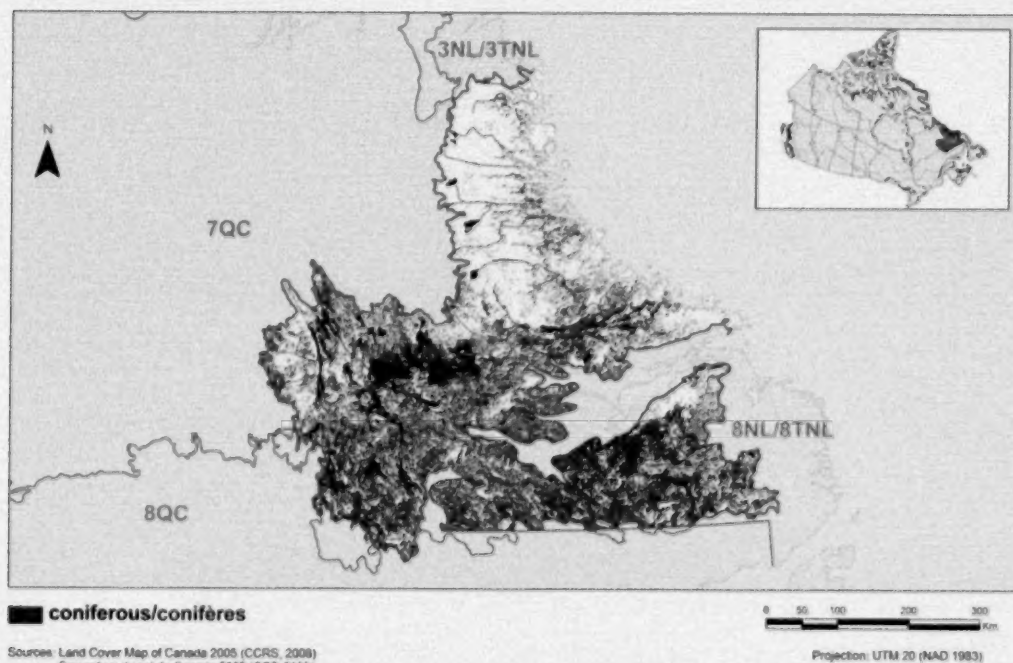 3NL/3TNL
N
7QC
8NL/8TNL
8QC
coniferous/conifères
0 50 100 200 300
Km
Sources: Land Cover Map of Canada 2005 (CCRS, 2008)
Projection: UTM 20 (NAD 1983)